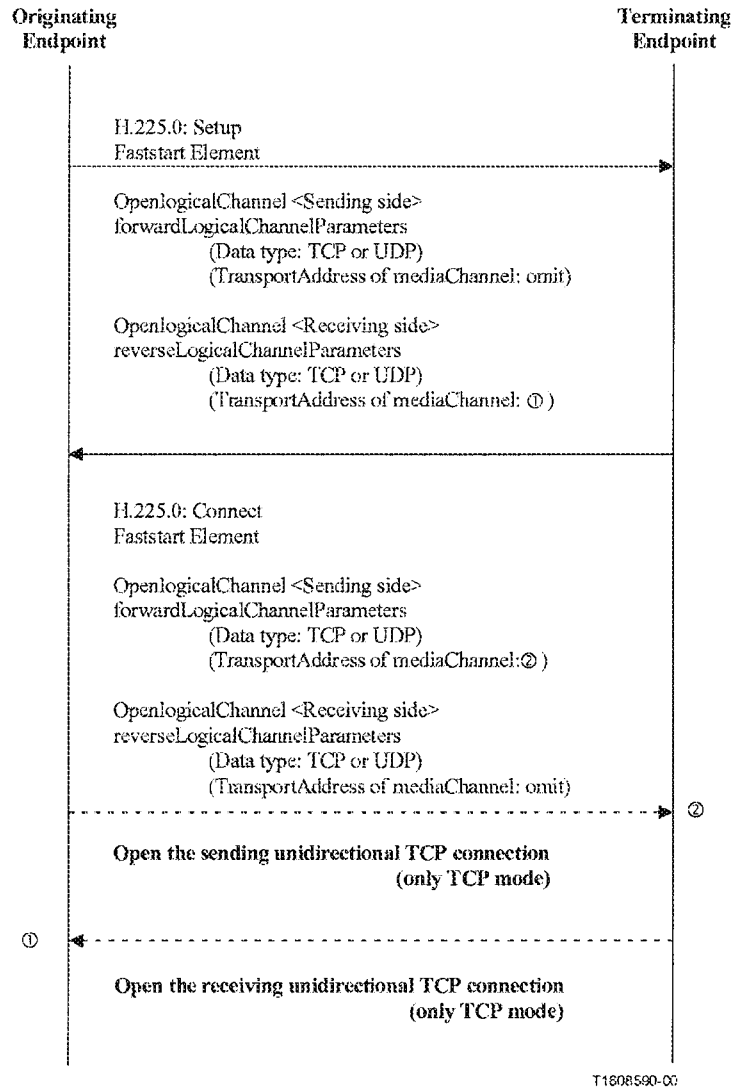 Originating
Endpoint
Terminating
Endpoint
H.225.0: Setup
Faststart Element
OpenlogicalChannel <Sending side>
forwardLogicalChannelParameters
(Data type: TCP or UDP)
(TransportAddress of mediaChannel: omit)
OpenlogicalChannel <Receiving side>
reverseLogicalChannelParameters
(Data type: TCP or UDP)
(TransportAddress of mediaChannel: ①)
H.225.0: Connect
Faststart Element
OpenlogicalChannel <Sending side>
forwardLogicalChannelParameters
(Data type: TCP or UDP)
(TransportAddress of mediaChannel:②)
OpenlogicalChannel <Receiving side>
reverseLogicalChannelParameters
(Data type: TCP or UDP)
(TransportAddress of mediaChannel: omit)
②
Open the sending unidirectional TCP connection
(only TCP mode)
①
Open the receiving unidirectional TCP connection
(only TCP mode)
T1608590-00